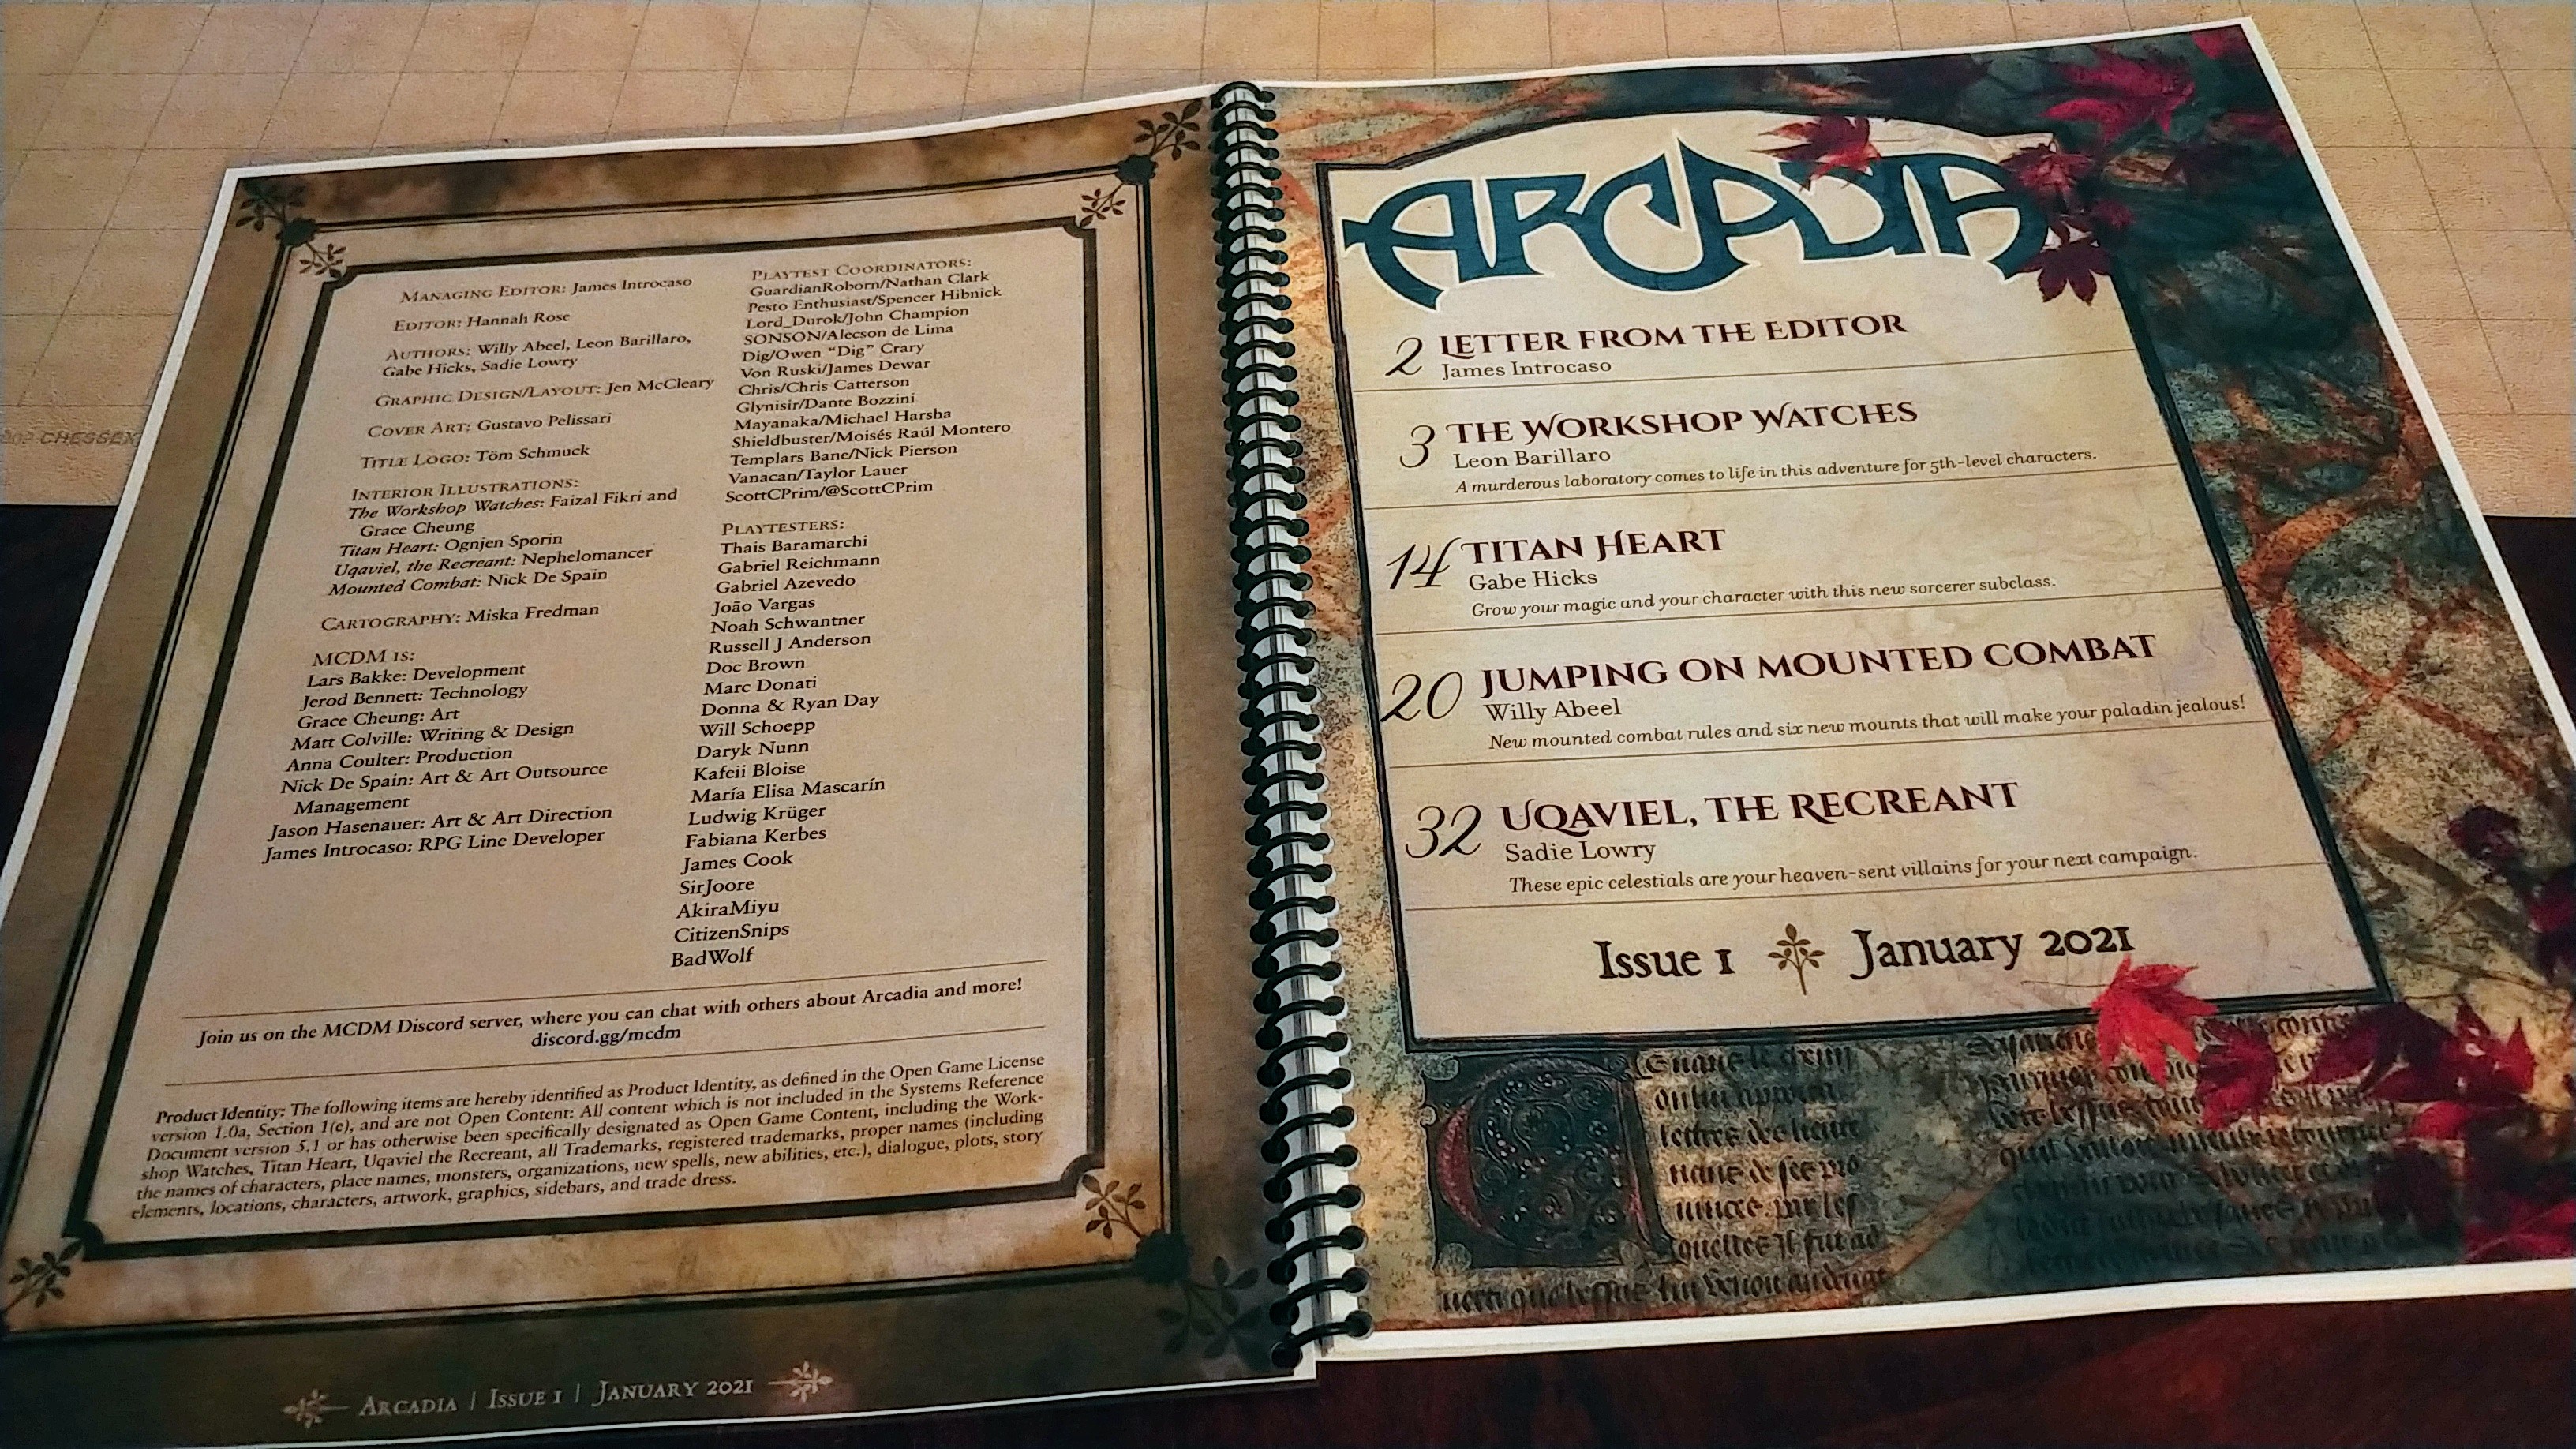 CHESSEX
MANAGING EDITOR: James Introcaso
EDITOR: Hannah Rose
AUTHORS: Willy Abeel, Leon Barillaro,
Gabe Hicks, Sadie Lowry
GRAPHIC DESIGN/LAYOUT: Jen McCleary
COVER ART: Gustavo Pelissari
TITLE LOGO: Töm Schmuck
INTERIOR ILLUSTRATIONS:
The Workshop Watches: Faizal Fikri and
Grace Cheung
Titan Heart: Ognjen Sporin
Uqaviel, the Recreant: Nephelomancer
Mounted Combat: Nick De Spain
CARTOGRAPHY: Miska Fredman
MCDM IS:
Lars Bakke: Development
Jerod Bennett: Technology
Grace Cheung: Art
Matt Colville: Writing & Design
Anna Coulter: Production
Nick De Spain: Art & Art Outsource
Management
Jason Hasenauer: Art & Art Direction
James Introcaso: RPG Line Developer
PLAYTEST COORDINATORS:
GuardianRoborn/Nathan Clark
Pesto Enthusiast/Spencer Hibnick
Lord_Durok/John Champion
SONSON/Alecson de Lima
Dig/Owen “Dig” Crary
Von Ruski/James Dewar
Chris/Chris Catterson
Glynisir/Dante Bozzini
Mayanaka/Michael Harsha
Shieldbuster/Moisés Raúl Montero
Templars Bane/Nick Pierson
Vanacan/Taylor Lauer
ScottCPrim/@ScottCPrim
PLAYTESTERS:
Thais Baramarchi
Gabriel Reichmann
Gabriel Azevedo
João Vargas
Noah Schwantner
Russell J Anderson
Doc Brown
Marc Donati
Donna & Ryan Day
Will Schoepp
Daryk Nunn
Kafeii Bloise
María Elisa Mascarín
Ludwig Krüger
Fabiana Kerbes
James Cook
SirJoore
AkiraMiyu
CitizenSnips
BadWolf
Join us on the MCDM Discord server, where you can chat with others about Arcadia and more!
discord.gg/mcdm
Product Identity: The following items are hereby identified as Product Identity, as defined in the Open Game License
version 1.0a, Section 1(e), and are not Open Content: All content which is not included in the Systems Reference
Document version 5.1 or has otherwise been specifically designated as Open Game Content, including the Work-
shop Watches, Titan Heart, Uqaviel the Recreant, all Trademarks, registered trademarks, proper names (including
the names of characters, place names, monsters, organizations, new spells, new abilities, etc.), dialogue, plots, story
elements, locations, characters, artwork, graphics, sidebars, and trade dress.
ARCADIA | ISSUE 1 | JANUARY 2021
ARCADIA
2 LETTER FROM THE EDITOR
James Introcaso
3 THE WORKSHOP WATCHES
Leon Barillaro
A murderous laboratory comes to life in this adventure for 5th-level characters.
14 TITAN HEART
Gabe Hicks
Grow your magic and your character with this new sorcerer subclass.
20 JUMPING ON MOUNTED COMBAT
Willy Abeel
New mounted combat rules and six new mounts that will make your paladin jealous!
32 UQAVIEL, THE RECREANT
Sadie Lowry
These epic celestials are your heaven-sent villains for your next campaign.
Issue 1 January 2021